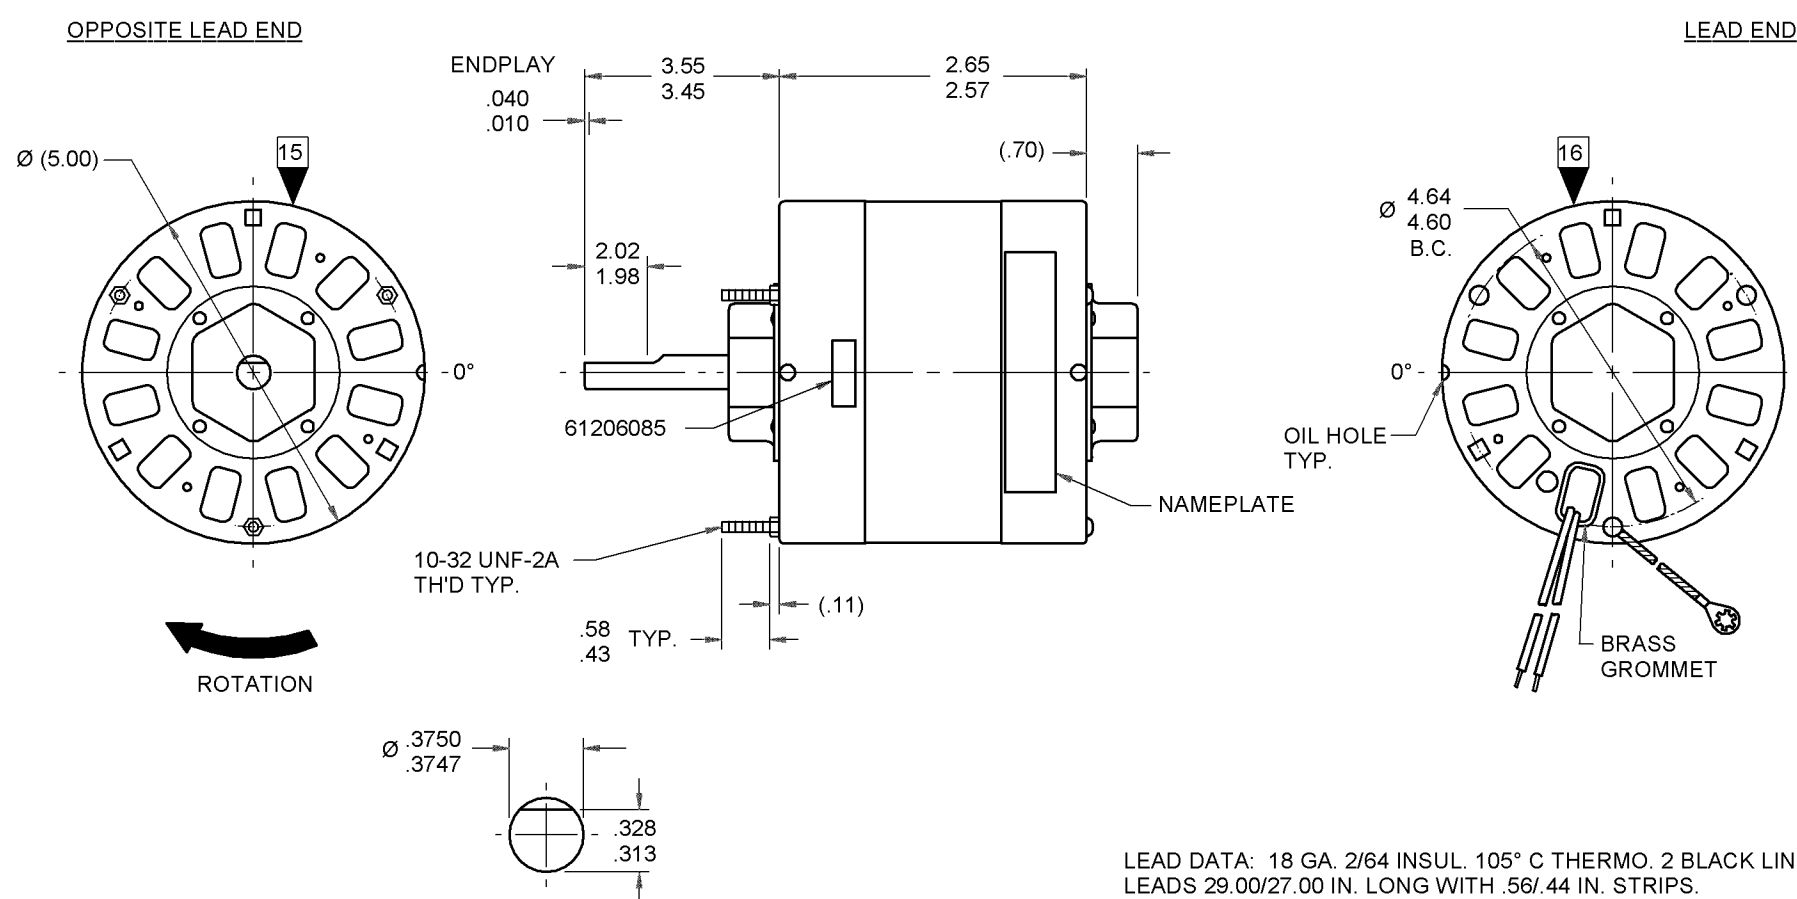 OPPOSITE LEAD END
LEAD END
ENDPLAY
.040
.010
3.55
3.45
2.65
2.57
(.70)
15
Ø (5.00)
0°
2.02
1.98
61206085
NAMEPLATE
10-32 UNF-2A
TH'D TYP.
(.11)
.58
.43
TYP.
16
Ø 4.64
4.60
B.C.
0°
OIL HOLE
TYP.
BRASS
GROMMET
ROTATION
Ø .3750
.3747
.328
.313
LEAD DATA: 18 GA. 2/64 INSUL. 105° C THERMO. 2 BLACK LIN
LEADS 29.00/27.00 IN. LONG WITH .56/.44 IN. STRIPS.